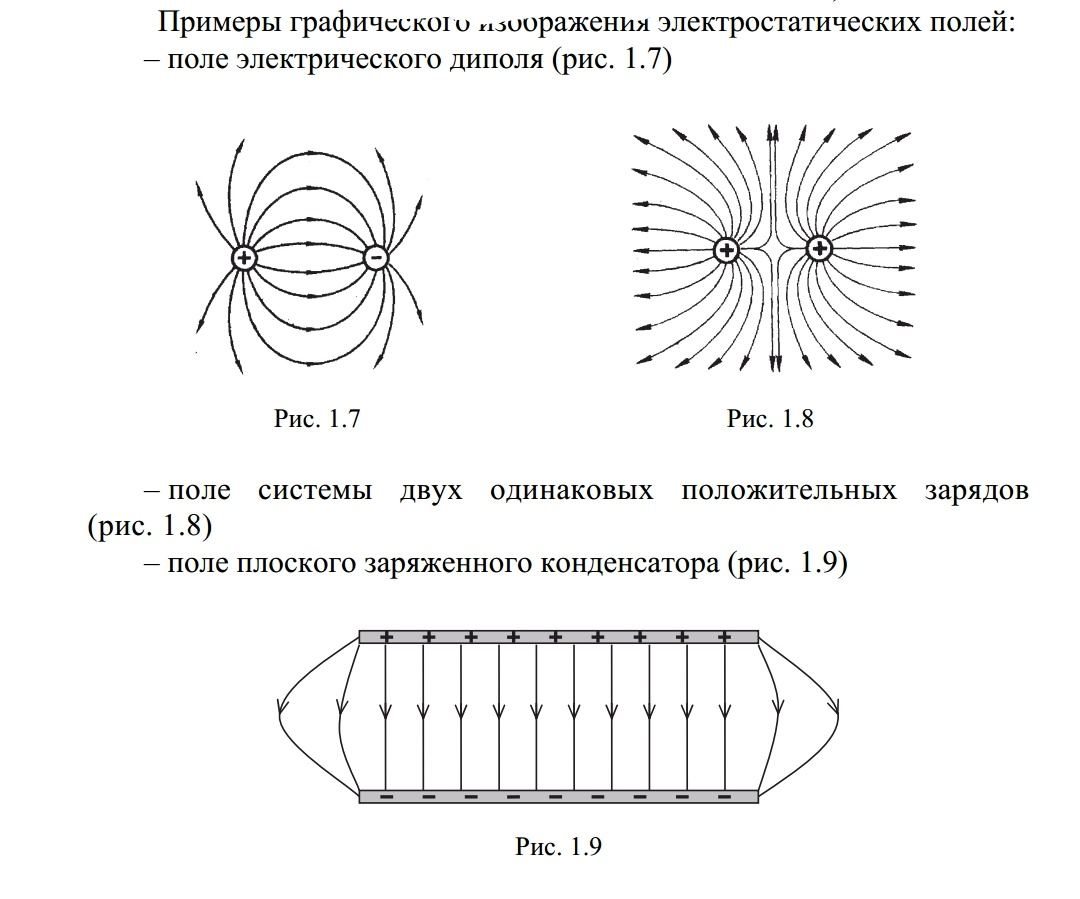 Примеры графического изображения электростатических полей:
– поле электрического диполя (рис. 1.7)
+ -
+ +
Рис. 1.7 Рис. 1.8
– поле системы двух одинаковых положительных зарядов
(рис. 1.8)
– поле плоского заряженного конденсатора (рис. 1.9)
+ + + + + + + + +
- - - - - - - - -
Рис. 1.9